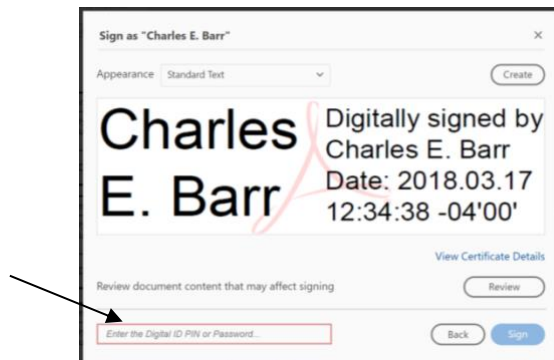 Sign as "Charles E. Barr"
×
Appearance Standard Text
Create
Charles
E. Barr
Digitally signed by
Charles E. Barr
Date: 2018.03.17
12:34:38 -04'00'
View Certificate Details
Review document content that may affect signing
Review
Enter the Digital ID PIN or Password...
Back
Sign